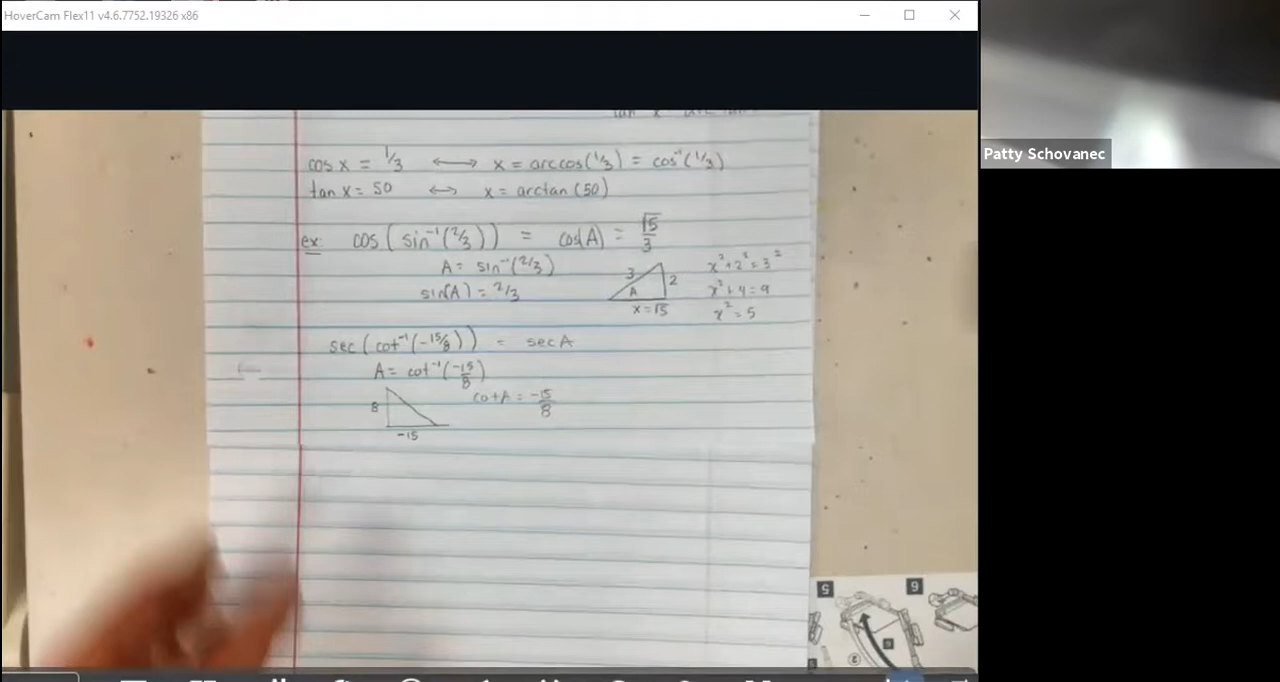 HoverCam Flex11 v4.6.7752.19326 x86
Patty Schovanec
cos x = 1/3 ⟷ x = arccos(1/3) = cos⁻¹(1/3)
tan x = 50 ⟷ x = arctan(50)
ex: cos(sin⁻¹(2/3)) = cos(A) = √5/3
A = sin⁻¹(2/3)
sin(A) = 2/3
3
2
A
x = √5
x² + 2² = 3²
x² + 4 = 9
x² = 5
sec(cot⁻¹(-15/8)) = sec A
A = cot⁻¹(-15/8)
cot A = -15/8
8
-15
5
6
2